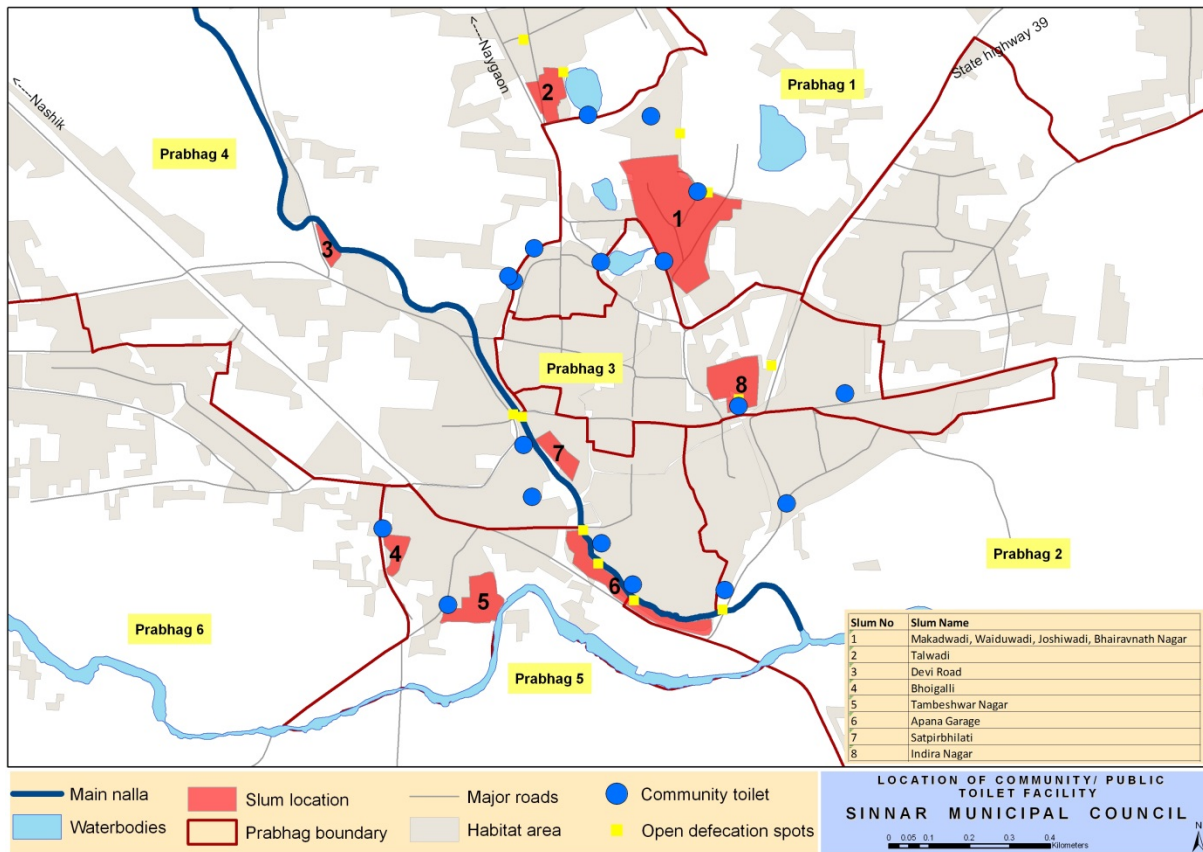 <----Nashik
<----Naygaon
State highway 39
Prabhag 1
Prabhag 4
2
1
3
Prabhag 3
8
7
4
Prabhag 2
6
5
Prabhag 6
Prabhag 5
Slum No Slum Name
1 Makadwadi, Waiduwadi, Joshiwadi, Bhairavnath Nagar
2 Talwadi
3 Devi Road
4 Bhoigalli
5 Tambeshwar Nagar
6 Apana Garage
7 Satpirbhilati
8 Indira Nagar
Main nalla
Slum location
Major roads
Community toilet
Waterbodies
Prabhag boundary
Habitat area
Open defecation spots
LOCATION OF COMMUNITY/ PUBLIC
TOILET FACILITY
SINNAR MUNICIPAL COUNCIL
0 0.05 0.1 0.2 0.3 0.4
Kilometers
N